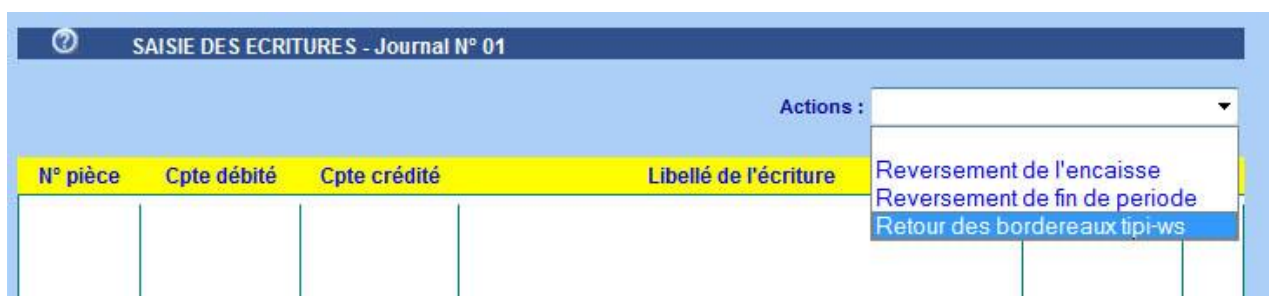 SAISIE DES ECRITURES - Journal N° 01
Actions :
N° pièce Cpte débité Cpte crédité Libellé de l'écriture
Reversement de l'encaisse
Reversement de fin de periode
Retour des bordereaux tipi-ws